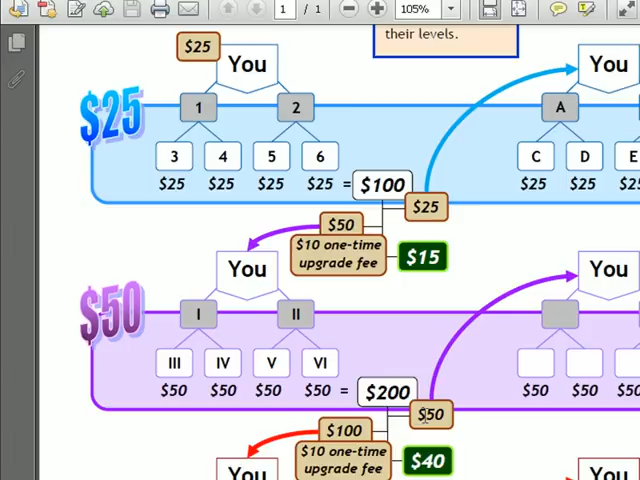 1 / 1
105%
their levels.
$25
You
You
$25
1
2
A
3
4
5
6
C
D
E
$25
$25
$25
$25
=
$100
$25
$25
$25
$25
$50
$10 one-time
upgrade fee
$15
You
You
$50
I
II
III
IV
V
VI
$50
$50
$50
$50
=
$200
$50
$50
$50
$50
$100
$10 one-time
upgrade fee
$40
You
You